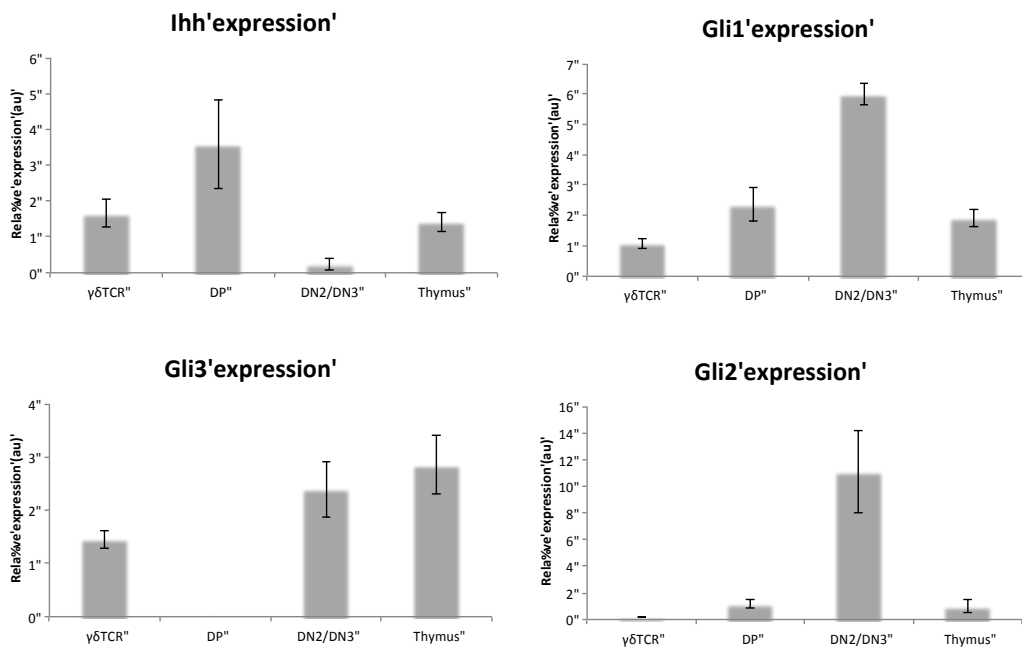 Ihh'expression'
Rela%ve'expression'(au)'
6"
5"
4"
3"
2"
1"
0"
γδTCR" DP" DN2/DN3" Thymus"
Gli1'expression'
Rela%ve'expression'(au)'
7"
6"
5"
4"
3"
2"
1"
0"
γδTCR" DP" DN2/DN3" Thymus"
Gli3'expression'
Rela%ve'expression'(au)'
4"
3"
2"
1"
0"
γδTCR" DP" DN2/DN3" Thymus"
Gli2'expression'
Rela%ve'expression'(au)'
16"
14"
12"
10"
8"
6"
4"
2"
0"
γδTCR" DP" DN2/DN3" Thymus"